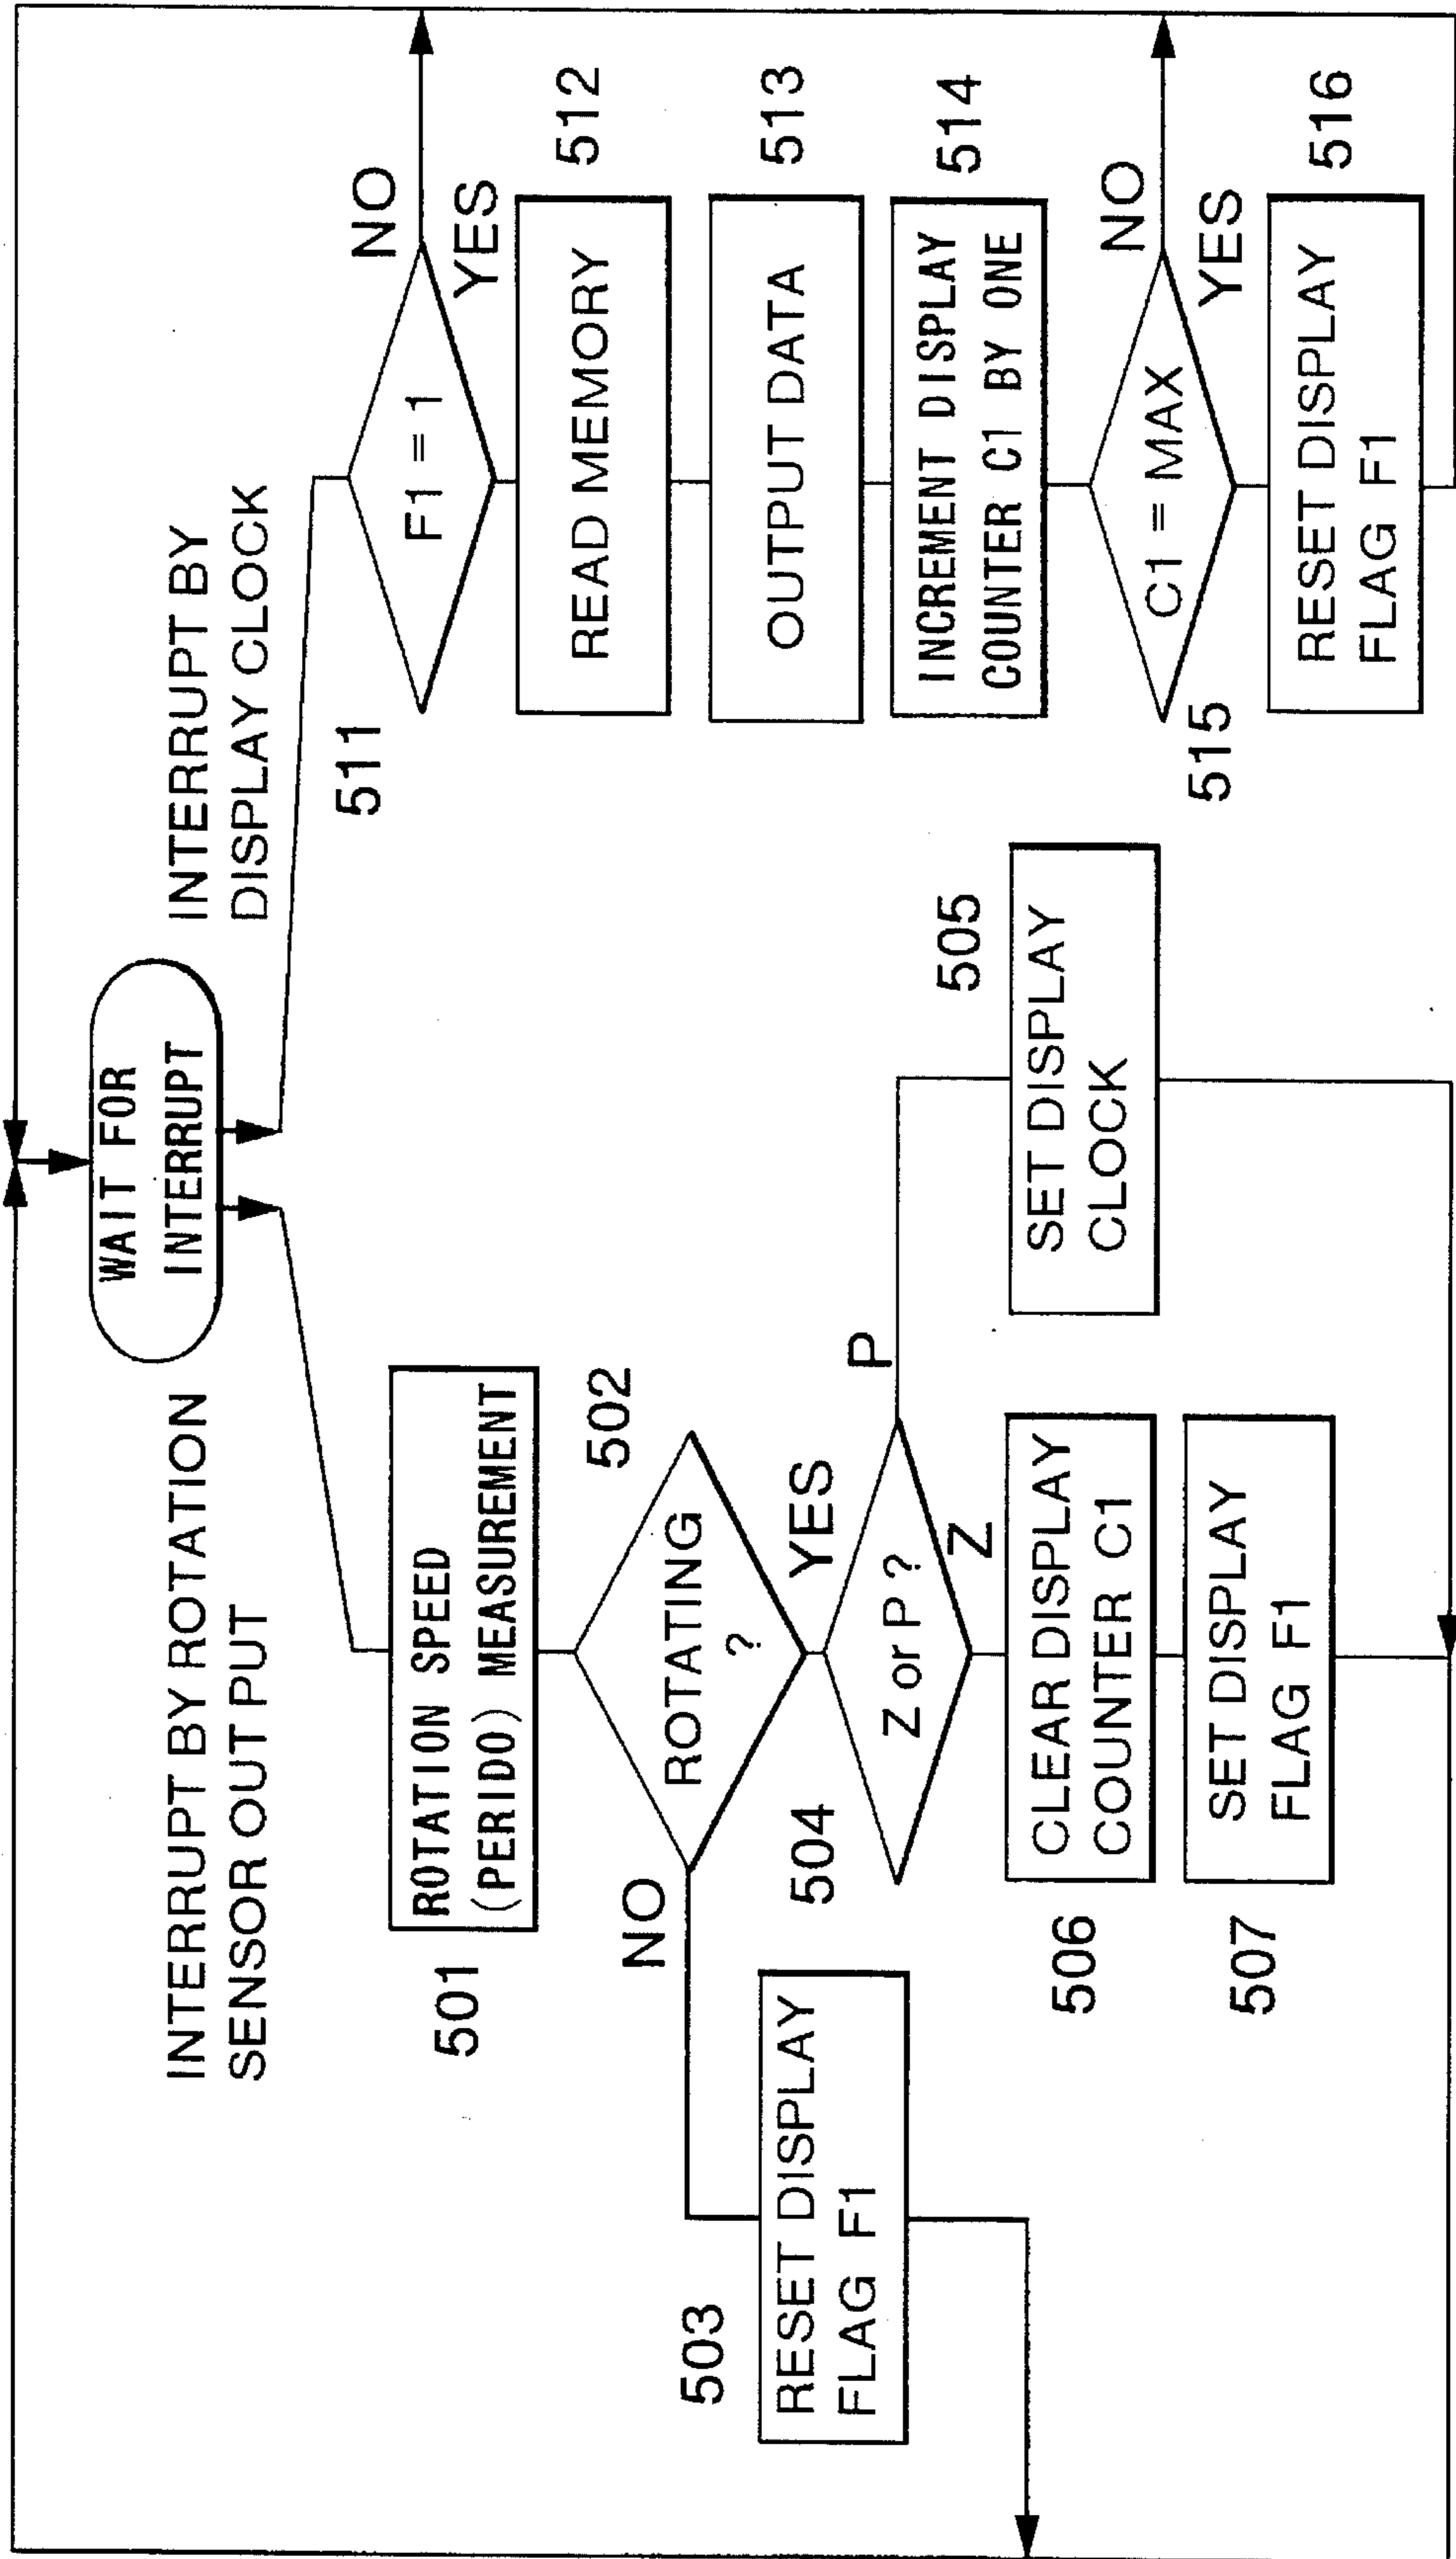 WAIT FOR
INTERRUPT
INTERRUPT BY ROTATION
SENSOR OUT PUT
INTERRUPT BY
DISPLAY CLOCK
501
ROTATION SPEED
(PERIDO) MEASUREMENT
502
ROTATING
?
NO
YES
503
RESET DISPLAY
FLAG F1
504
Z or P ?
P
Z
505
SET DISPLAY
CLOCK
506
CLEAR DISPLAY
COUNTER C1
507
SET DISPLAY
FLAG F1
511
F1 = 1
NO
YES
READ MEMORY
512
OUTPUT DATA
513
INCREMENT DISPLAY
COUNTER C1 BY ONE
514
515
C1 = MAX
NO
YES
RESET DISPLAY
FLAG F1
516